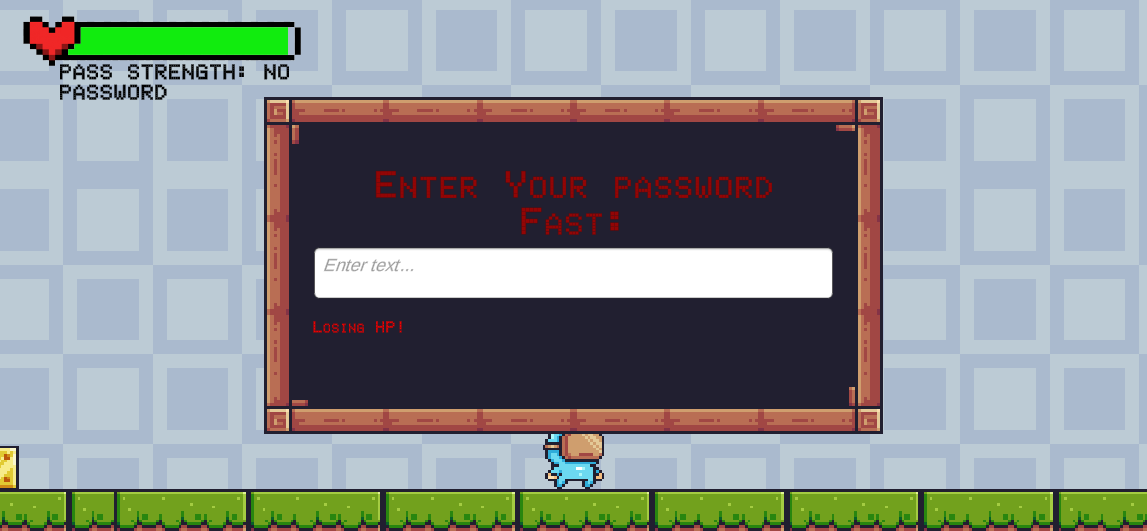 PASS STRENGTH: NO
PASSWORD
Enter Your password
Fast:
Enter text...
Losing HP!